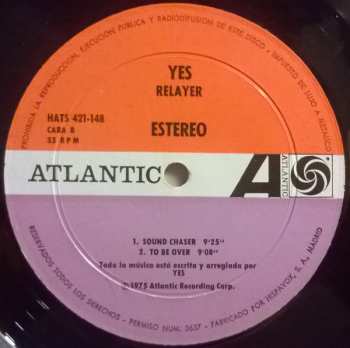 PROHIBIDA LA REPRODUCCION, EJECUCION PUBLICA Y RADIODIFUSION DE ESTE DISCO - IMPUESTO DE LUJO A METALICO
YES
RELAYER
HATS 421-148
CARA B
33 RPM
ESTEREO
ATLANTIC
A
ATLANTIC
1. SOUND CHASER 9'25"
2. TO BE OVER 9'08"
Toda la música está escrita y arreglada por
YES
© 1975 Atlantic Recording Corp.
RESERVADOS TODOS LOS DERECHOS - PERMISO NUM. 3637 - FABRICADO POR HISPAVOX, S. A. MADRID